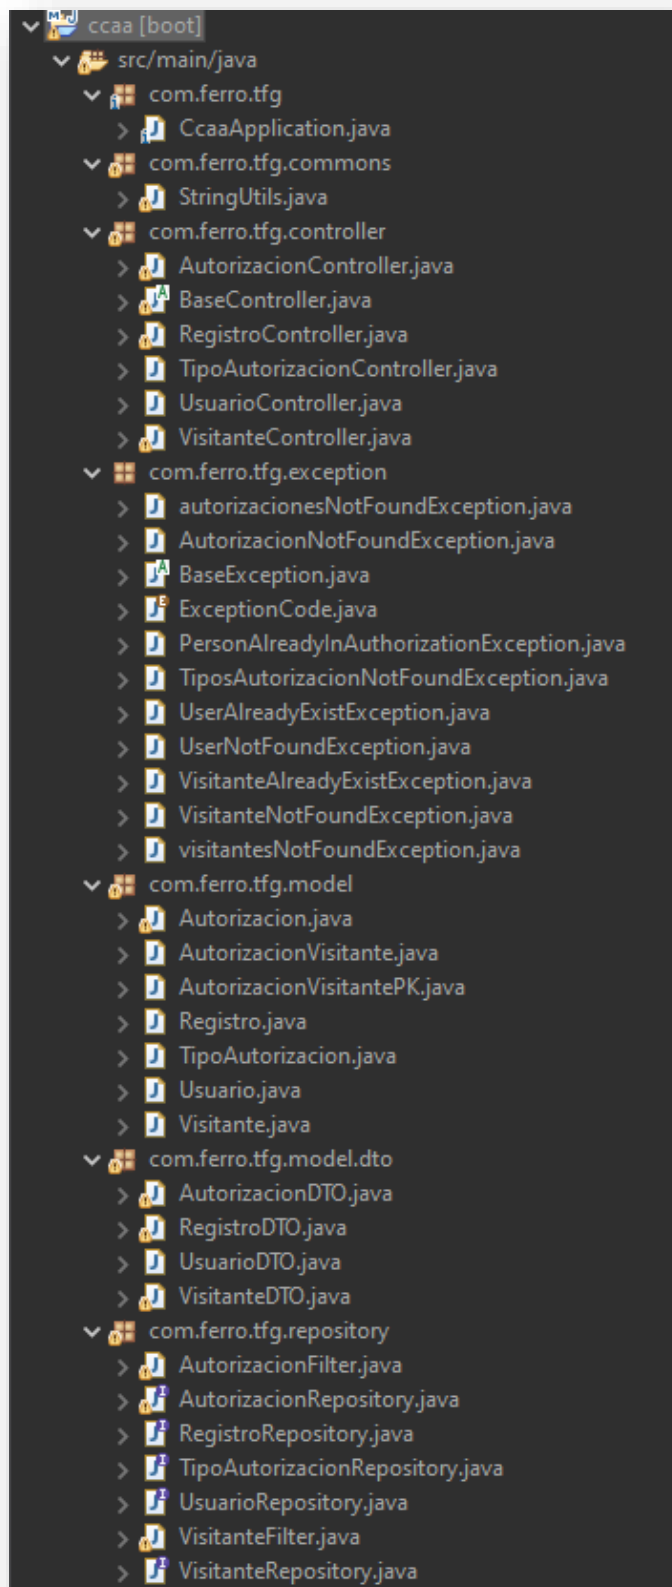 ccaa [boot]
src/main/java
com.ferro.tfg
CcaaApplication.java
com.ferro.tfg.commons
StringUtils.java
com.ferro.tfg.controller
AutorizacionController.java
BaseController.java
RegistroController.java
TipoAutorizacionController.java
UsuarioController.java
VisitanteController.java
com.ferro.tfg.exception
autorizacionesNotFoundException.java
AutorizacionNotFoundException.java
BaseException.java
ExceptionCode.java
PersonAlreadyInAuthorizationException.java
TiposAutorizacionNotFoundException.java
UserAlreadyExistException.java
UserNotFoundException.java
VisitanteAlreadyExistException.java
VisitanteNotFoundException.java
visitantesNotFoundException.java
com.ferro.tfg.model
Autorizacion.java
AutorizacionVisitante.java
AutorizacionVisitantePK.java
Registro.java
TipoAutorizacion.java
Usuario.java
Visitante.java
com.ferro.tfg.model.dto
AutorizacionDTO.java
RegistroDTO.java
UsuarioDTO.java
VisitanteDTO.java
com.ferro.tfg.repository
AutorizacionFilter.java
AutorizacionRepository.java
RegistroRepository.java
TipoAutorizacionRepository.java
UsuarioRepository.java
VisitanteFilter.java
VisitanteRepository.java